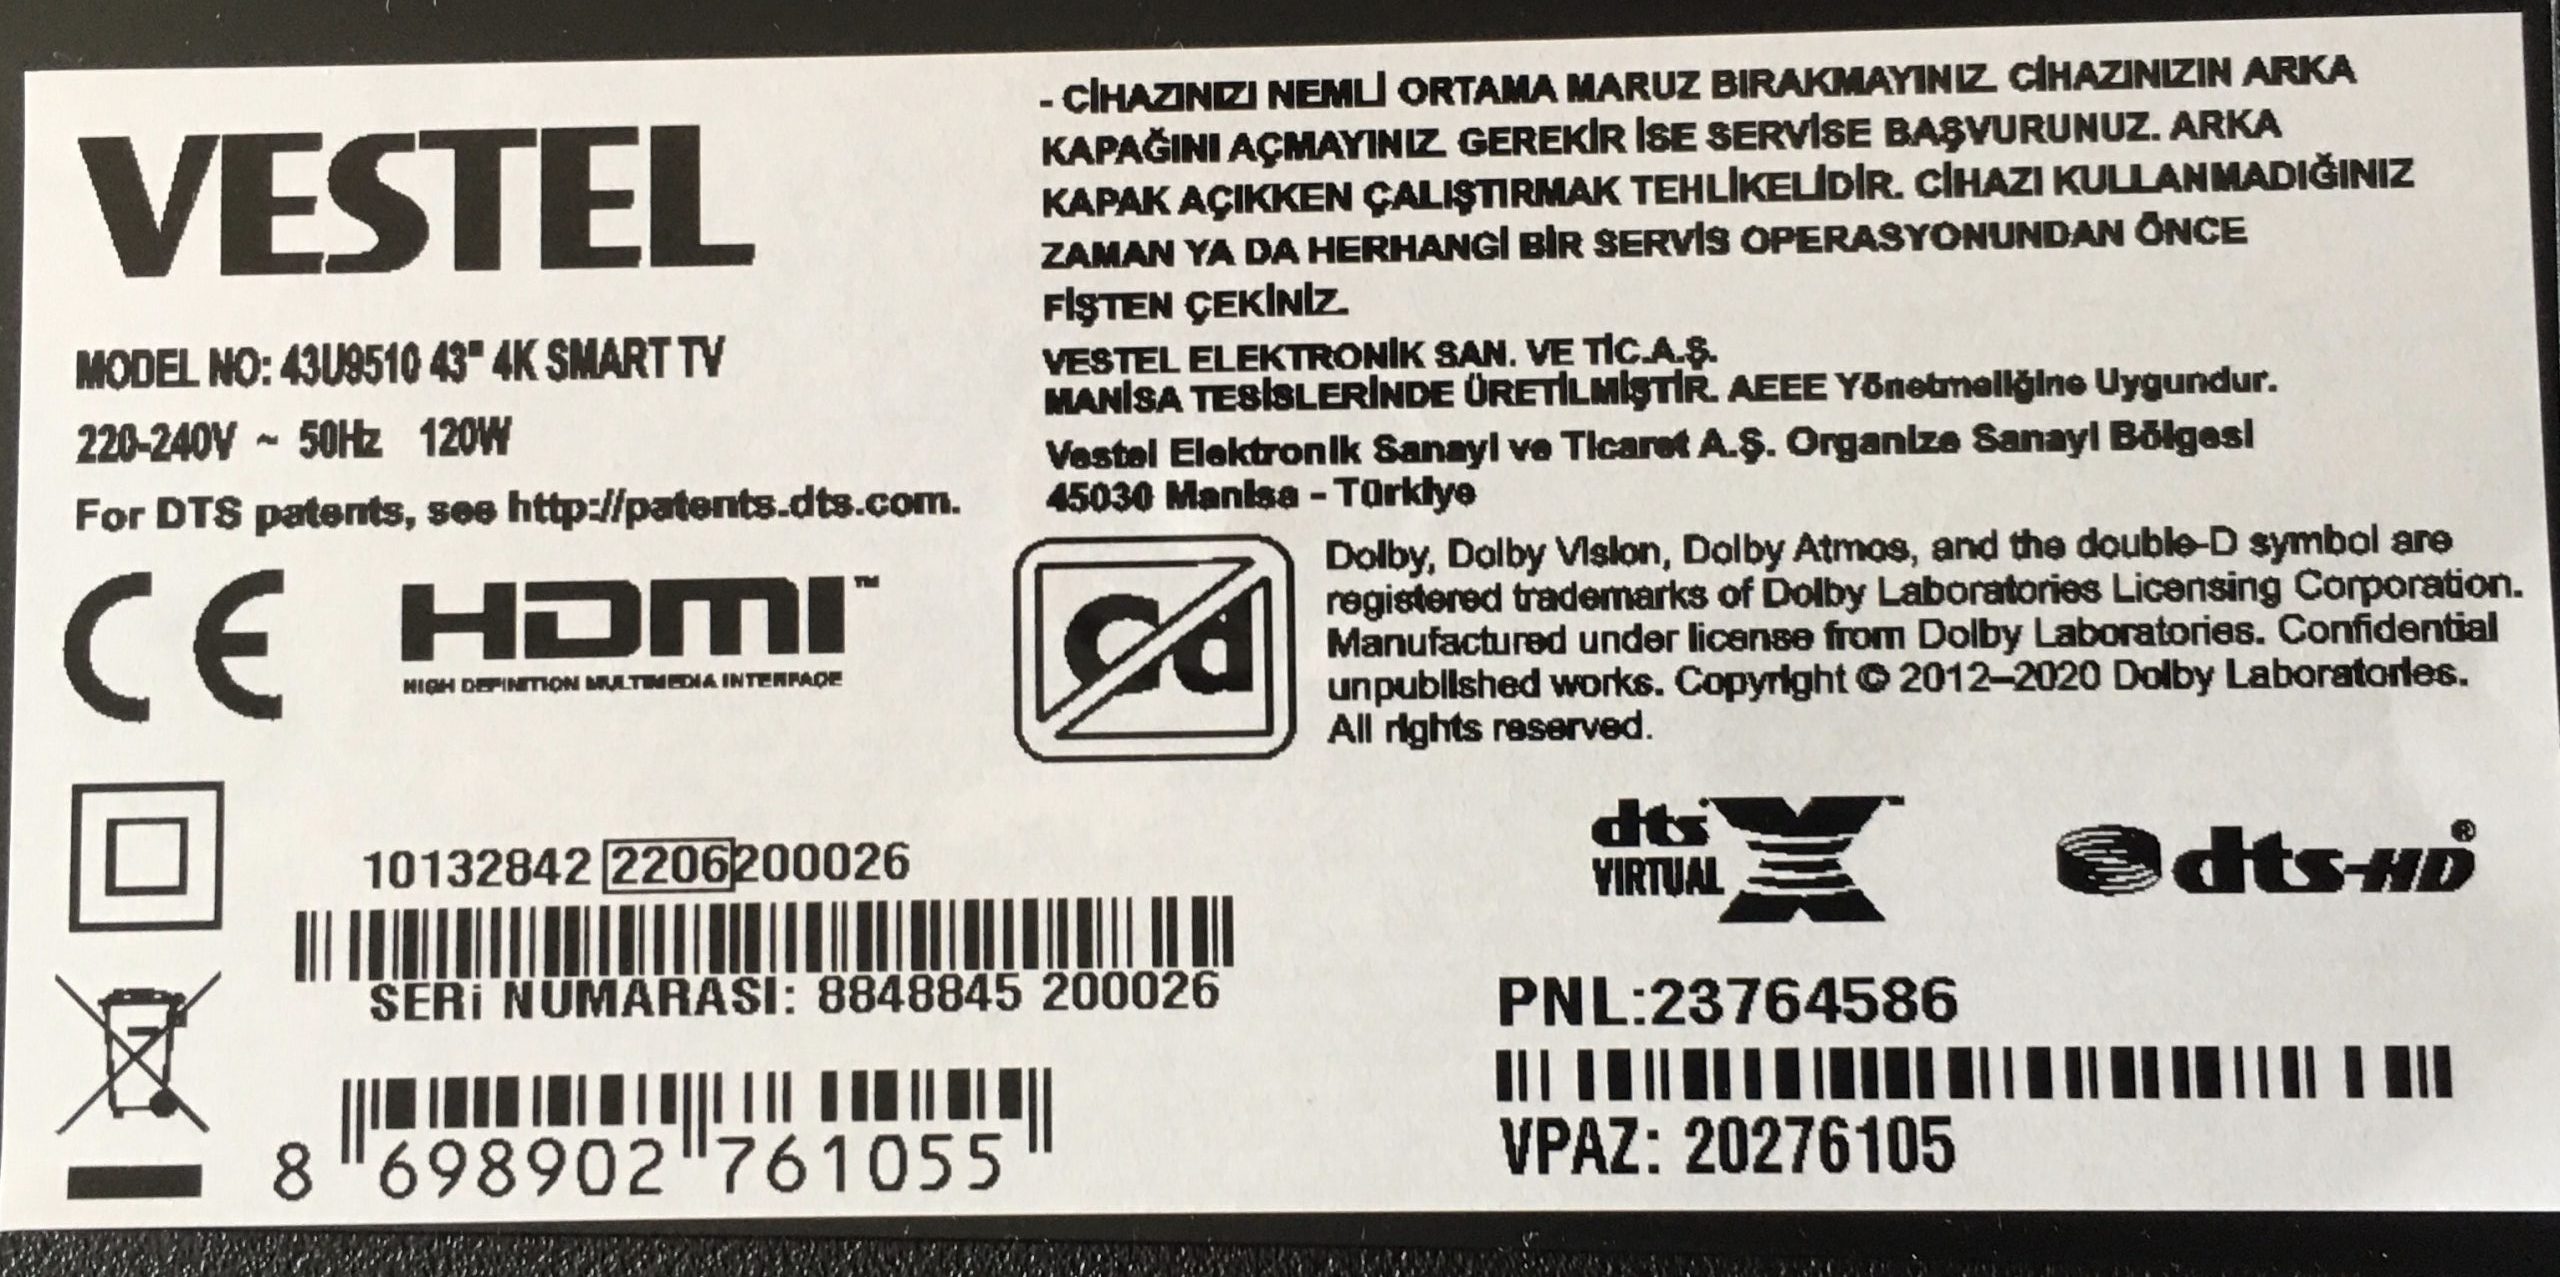 VESTEL
MODEL NO: 43U9510 43" 4K SMART TV
220-240V ~ 50Hz 120W
For DTS patents, see http://patents.dts.com.
- CİHAZINIZI NEMLİ ORTAMA MARUZ BIRAKMAYINIZ. CİHAZINIZIN ARKA
KAPAĞINI AÇMAYINIZ. GEREKİR İSE SERVİSE BAŞVURUNUZ. ARKA
KAPAK AÇIKKEN ÇALIŞTIRMAK TEHLİKELİDİR. CİHAZI KULLANMADIĞINIZ
ZAMAN YA DA HERHANGİ BİR SERVİS OPERASYONUNDAN ÖNCE
FİŞTEN ÇEKİNİZ.
VESTEL ELEKTRONİK SAN. VE TİC.A.Ş.
MANİSA TESİSLERİNDE ÜRETİLMİŞTİR. AEEE Yönetmeliğine Uygundur.
Vestel Elektronik Sanayi ve Ticaret A.Ş. Organize Sanayi Bölgesi
45030 Manisa - Türkiye
CE
HDMI™
HIGH DEFINITION MULTIMEDIA INTERFACE
Dolby, Dolby Vision, Dolby Atmos, and the double-D symbol are
registered trademarks of Dolby Laboratories Licensing Corporation.
Manufactured under license from Dolby Laboratories. Confidential
unpublished works. Copyright © 2012–2020 Dolby Laboratories.
All rights reserved.
dts X™
VIRTUAL
dts-HD®
10132842 2206200026
SERİ NUMARASI: 8848845 200026
8 698902 761055
PNL:23764586
VPAZ: 20276105